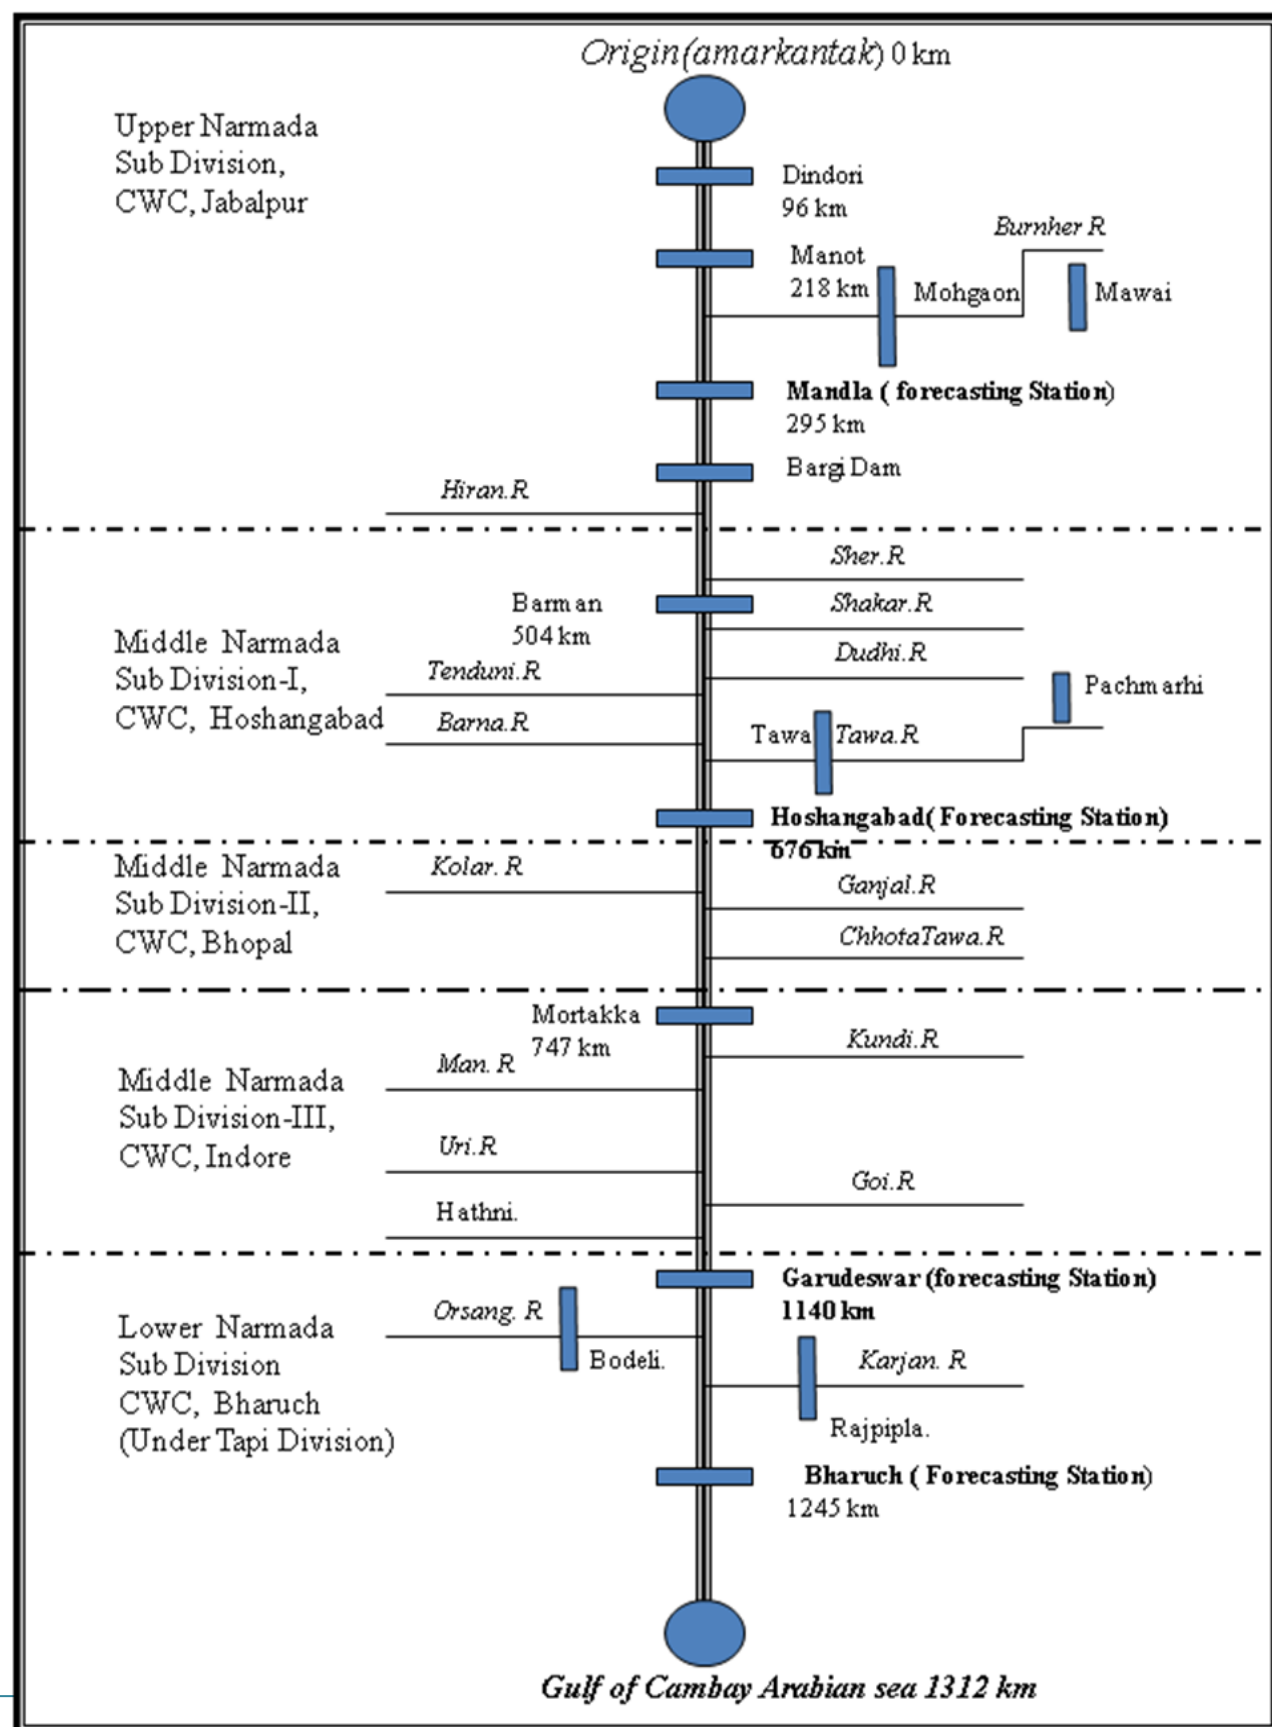 Origin(amarkantak) 0 km
Upper Narmada
Sub Division,
CWC, Jabalpur
Dindori
96 km
Burnher R
Manot
218 km
Mohgaon
Mawai
Mandla ( forecasting Station)
295 km
Bargi Dam
Hiran.R
Sher.R
Barman
504 km
Shakar.R
Middle Narmada
Sub Division-I,
CWC, Hoshangabad
Dudhi.R
Tenduni.R
Pachmarhi
Barna.R
Tawa
Tawa.R
Hoshangabad( Forecasting Station)
676 km
Middle Narmada
Sub Division-II,
CWC, Bhopal
Kolar. R
Ganjal.R
ChhotaTawa.R
Mortakka
747 km
Kundi.R
Man. R
Middle Narmada
Sub Division-III,
CWC, Indore
Uri.R
Goi.R
Hathni.
Garudeswar (forecasting Station)
1140 km
Orsang. R
Bodeli.
Lower Narmada
Sub Division
CWC, Bharuch
(Under Tapi Division)
Karjan. R
Rajpipla.
Bharuch ( Forecasting Station)
1245 km
Gulf of Cambay Arabian sea 1312 km